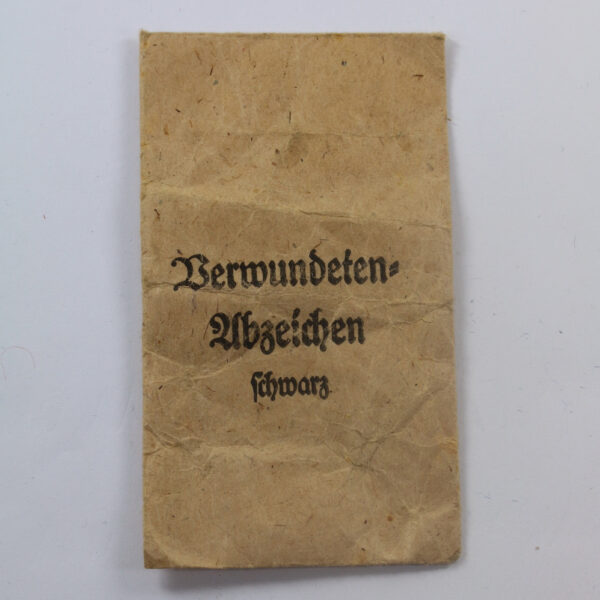 Verwundeten-
Abzeichen
schwarz